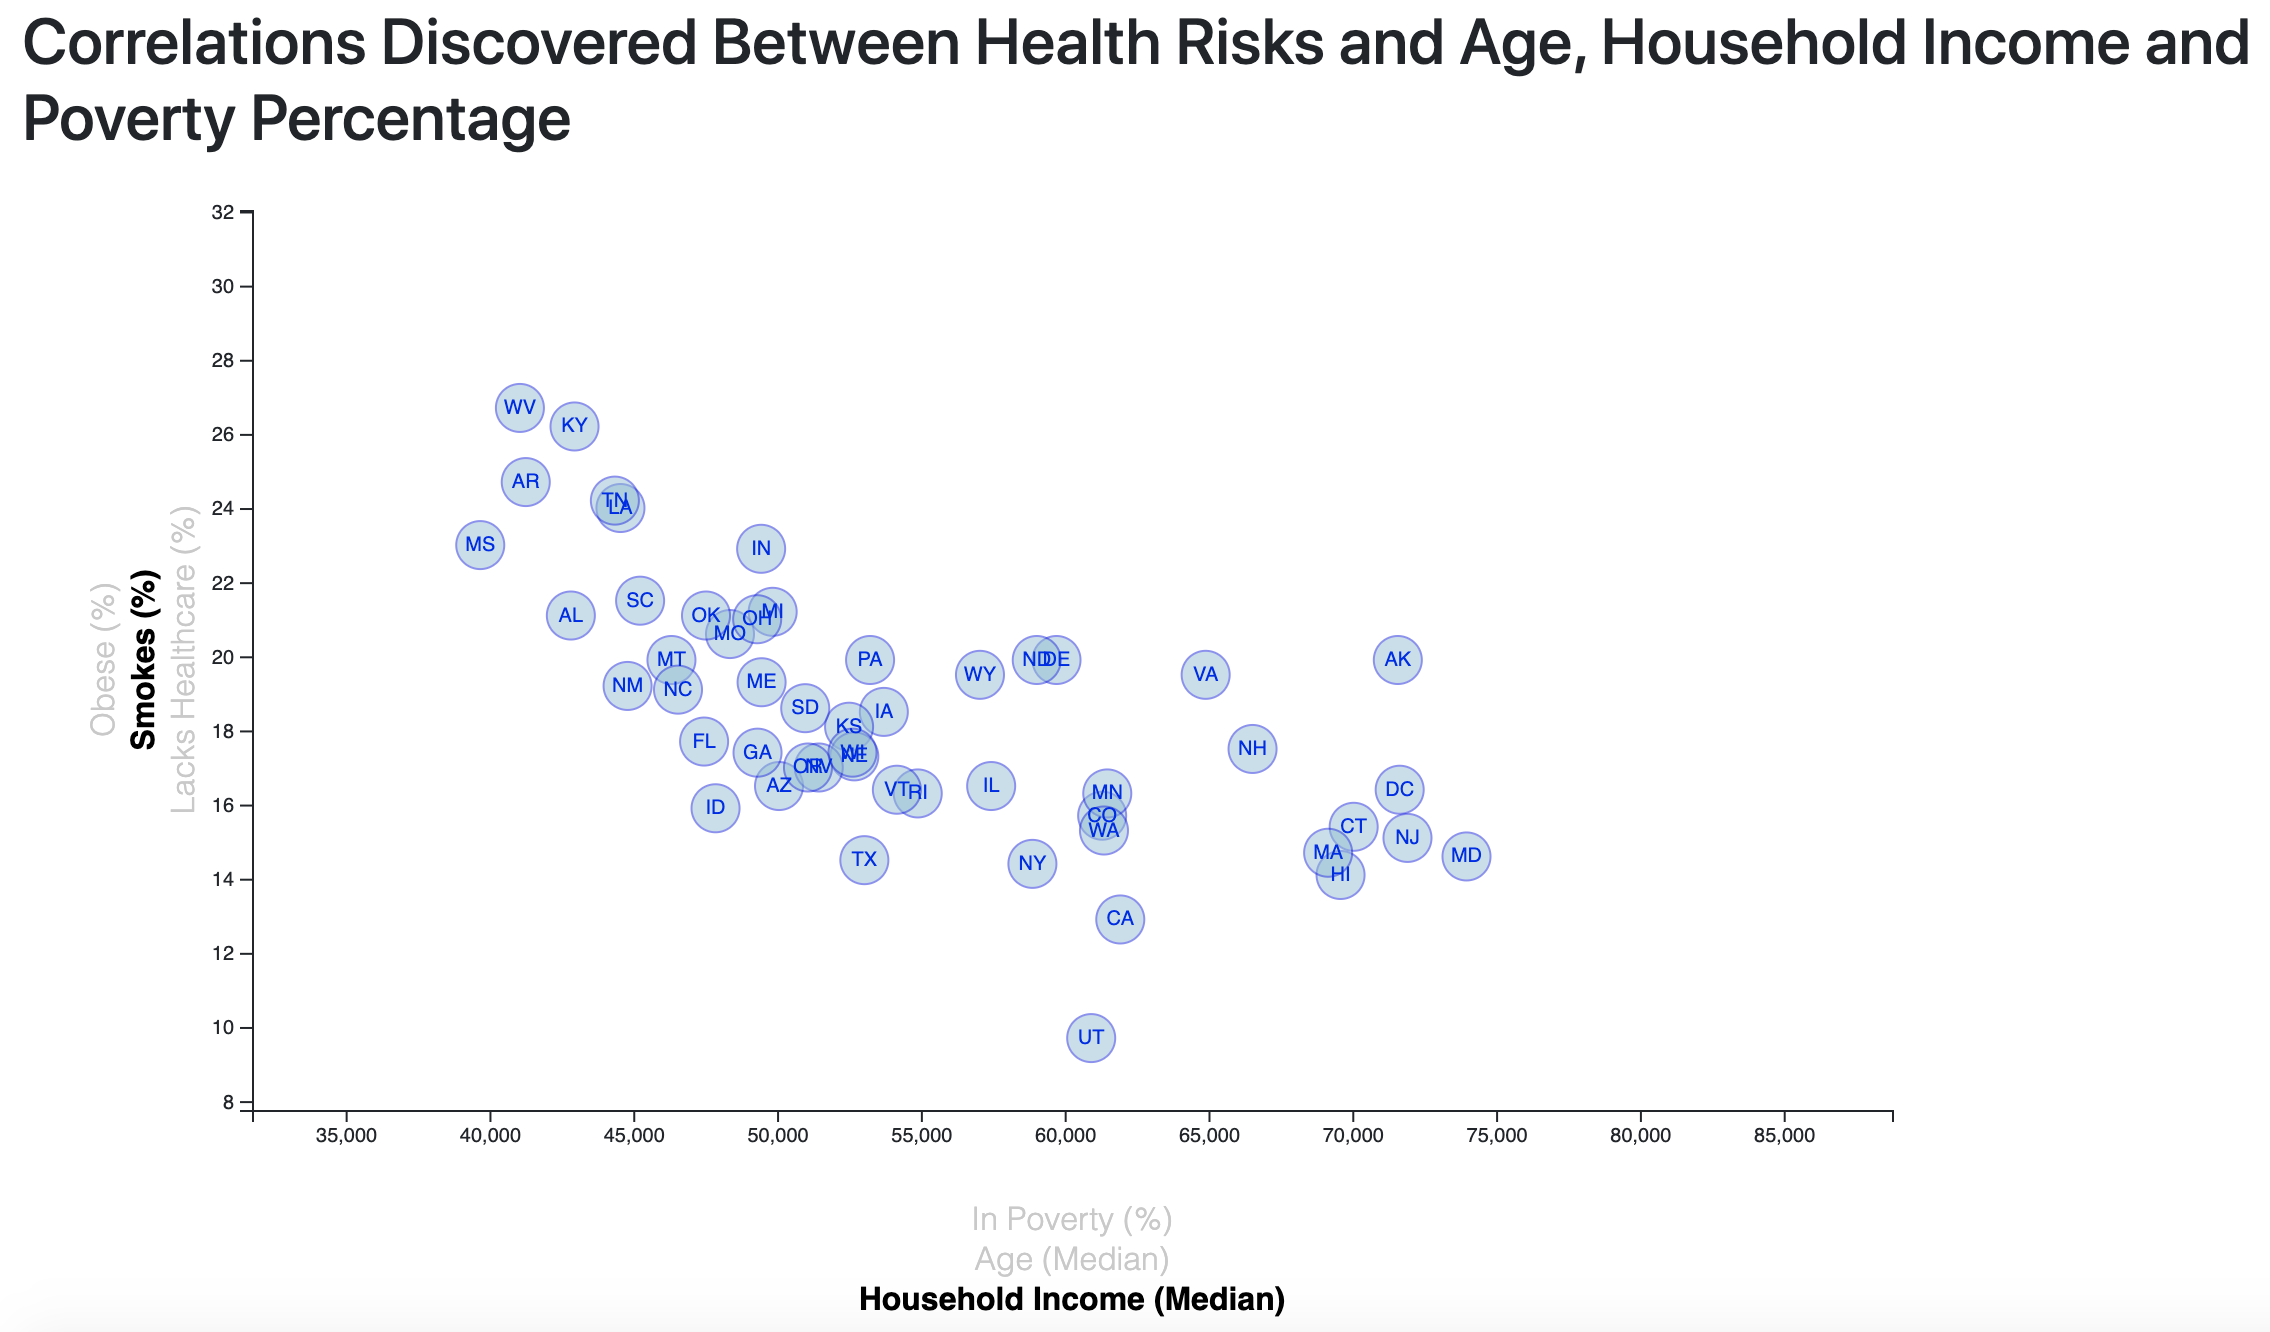 Correlations Discovered Between Health Risks and Age, Household Income and
Poverty Percentage
32
30
28
26
24
22
20
18
16
14
12
10
8
Obese (%)
Smokes (%)
Lacks Healthcare (%)
WV
KY
AR
TN
LA
MS
IN
SC
AL
OK
MI
OH
MO
MT
PA
ND
DE
AK
WY
VA
ME
NM
NC
SD
IA
KS
FL
NH
GA
WI
NE
OR
NV
AZ
IL
VT
RI
MN
DC
ID
CO
CT
WA
NJ
MA
MD
TX
NY
HI
CA
UT
35,000
40,000
45,000
50,000
55,000
60,000
65,000
70,000
75,000
80,000
85,000
In Poverty (%)
Age (Median)
Household Income (Median)